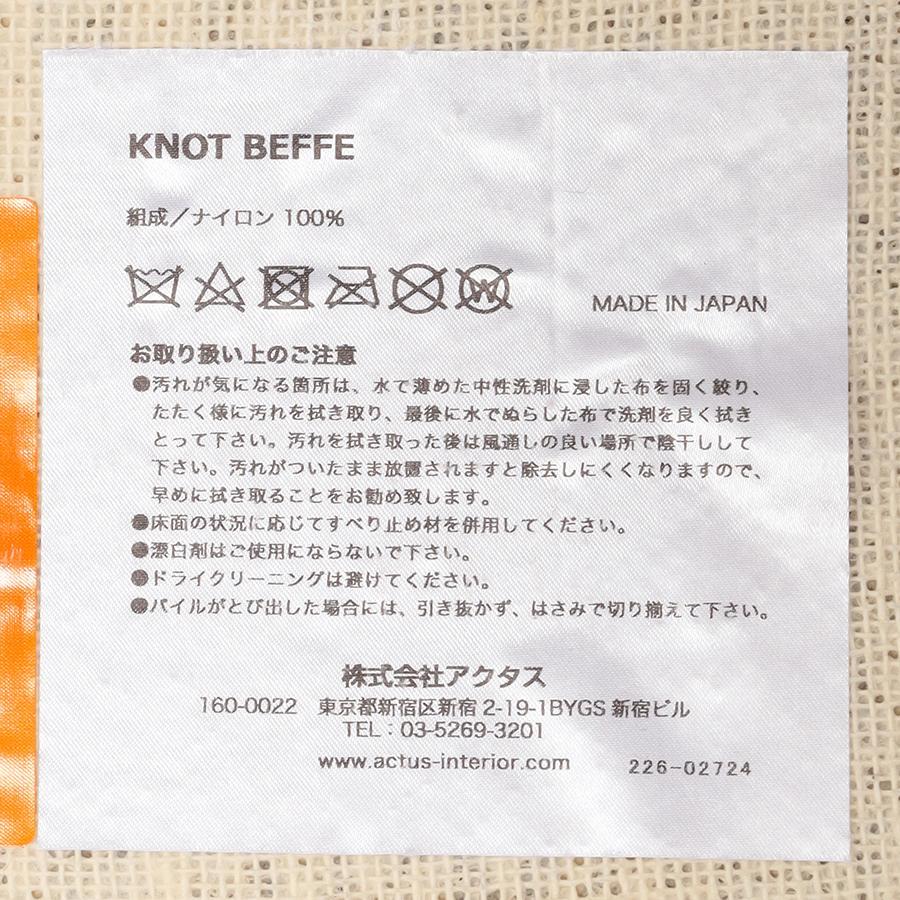 KNOT BEFFE
組成／ナイロン 100%
W
MADE IN JAPAN
お取り扱い上のご注意
●汚れが気になる箇所は、水で薄めた中性洗剤に浸した布を固く絞り、
たたく様に汚れを拭き取り、最後に水でぬらした布で洗剤を良く拭き
とって下さい。汚れを拭き取った後は風通しの良い場所で陰干しして
下さい。汚れがついたまま放置されますと除去しにくくなりますので、
早めに拭き取ることをお勧め致します。
●床面の状況に応じてすべり止め材を併用してください。
●漂白剤はご使用にならないで下さい。
●ドライクリーニングは避けてください。
●パイルがとび出した場合には、引き抜かず、はさみで切り揃えて下さい。
株式会社アクタス
160-0022 東京都新宿区新宿 2-19-1BYGS 新宿ビル
TEL：03-5269-3201
www.actus-interior.com
226-02724